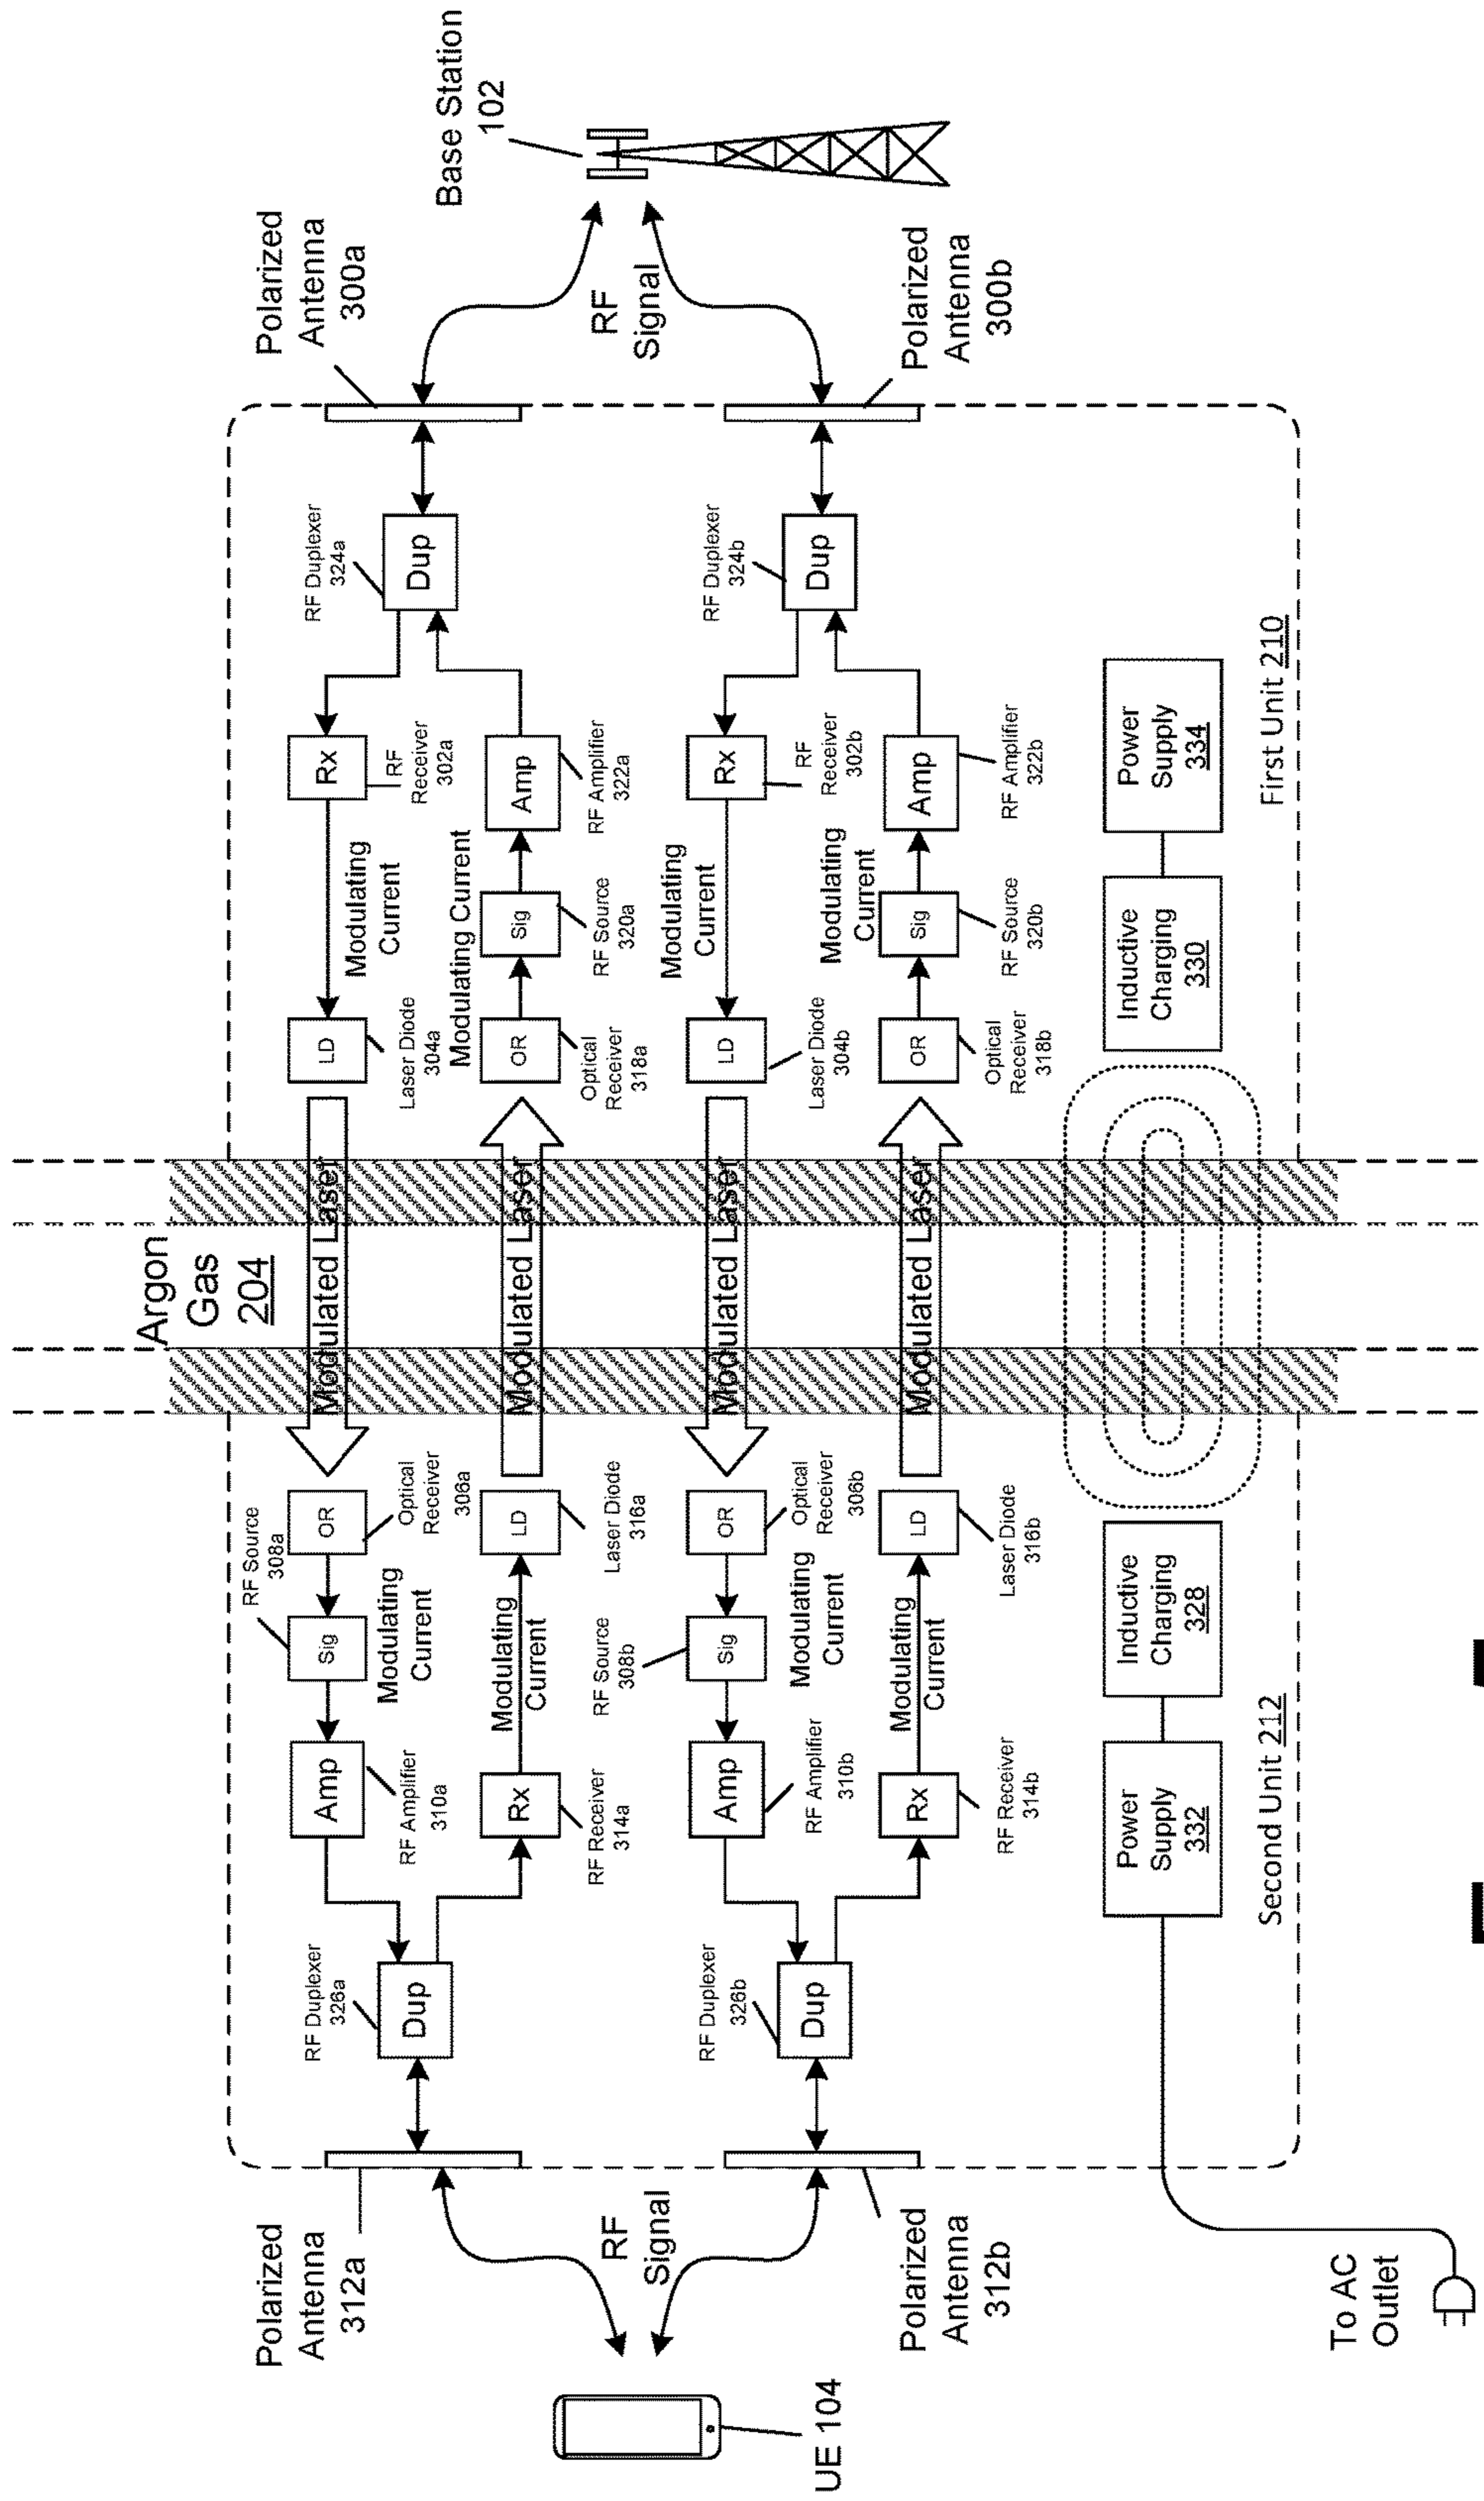 Argon
Gas
204
Base Station
102
Polarized
Antenna
300a
Polarized
Antenna
300b
RF
Signal
RF Duplexer
324a
Dup
Rx
RF
Receiver
302a
Modulating
Current
LD
Laser Diode
304a
Modulated Laser
OR
Optical
Receiver
306a
RF Source
308a
Sig
Modulating
Current
Amp
RF Amplifier
310a
RF Duplexer
326a
Dup
Polarized
Antenna
312a
RF Receiver
314a
Rx
Modulating
Current
LD
Laser Diode
316a
Modulated Laser
OR
Optical
Receiver
318a
Modulating Current
Sig
RF Source
320a
Amp
RF Amplifier
322a
RF Duplexer
324b
Dup
Rx
RF
Receiver
302b
Modulating
Current
LD
Laser Diode
304b
Modulated Laser
OR
Optical
Receiver
306b
Modulating
Current
RF Source
308b
Sig
Amp
RF Amplifier
310b
RF Duplexer
326b
Dup
Polarized
Antenna
312b
RF
Signal
UE 104
Rx
RF Receiver
314b
Modulating
Current
LD
Laser Diode
316b
Modulated Laser
OR
Optical
Receiver
318b
Modulating
Current
Sig
RF Source
320b
Amp
RF Amplifier
322b
Power
Supply
332
Inductive
Charging
328
Inductive
Charging
330
Power
Supply
334
Second Unit 212
First Unit 210
To AC
Outlet